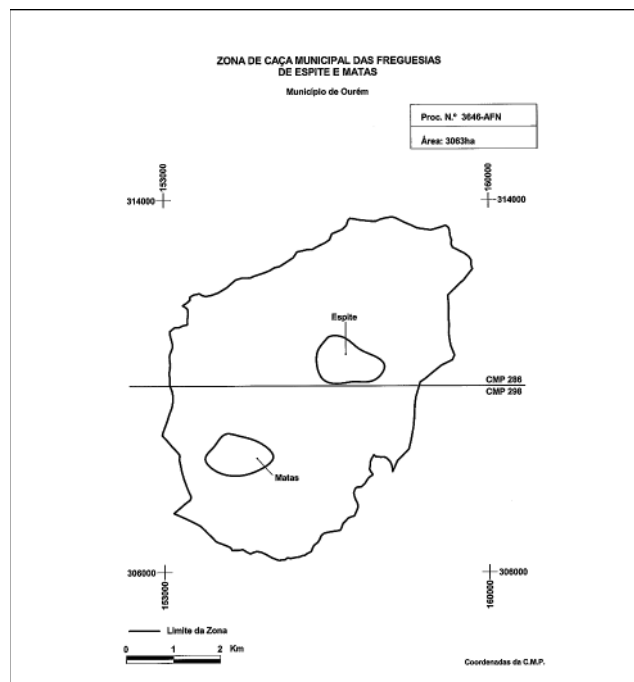 ZONA DE CAÇA MUNICIPAL DAS FREGUESIAS
DE ESPITE E MATAS
Município de Ourém
Proc. N.º 3646-AFN
Área: 3063ha
153000
160000
314000
314000
Espite
CMP 286
CMP 298
Matas
306000
306000
153000
160000
Limite da Zona
0 1 2 Km
Coordenadas da C.M.P.